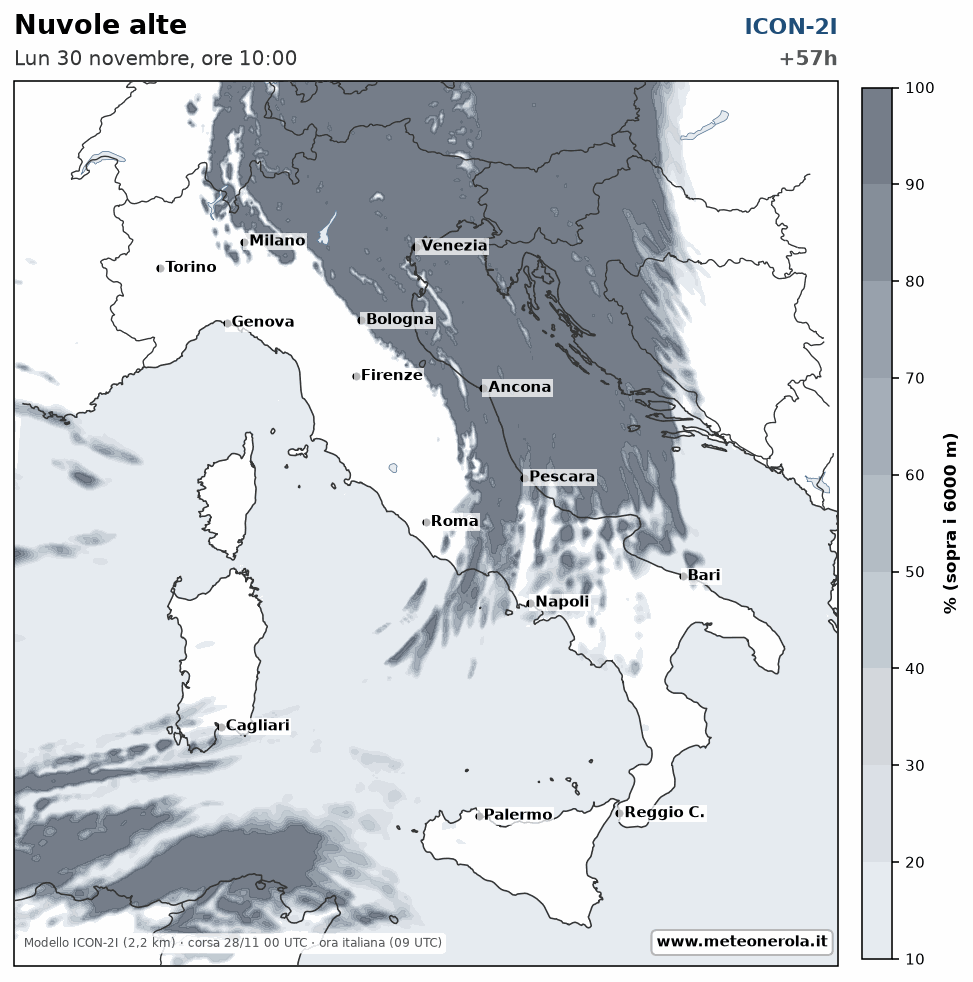 Nuvole alte
ICON-2I
Lun 30 novembre, ore 10:00
+57h
100
90
80
70
60
50
40
30
20
10
% (sopra i 6000 m)
Milano
Venezia
Torino
Genova
Bologna
Firenze
Ancona
Pescara
Roma
Bari
Napoli
Cagliari
Palermo
Reggio C.
Modello ICON-2I (2,2 km) · corsa 28/11 00 UTC · ora italiana (09 UTC)
www.meteonerola.it